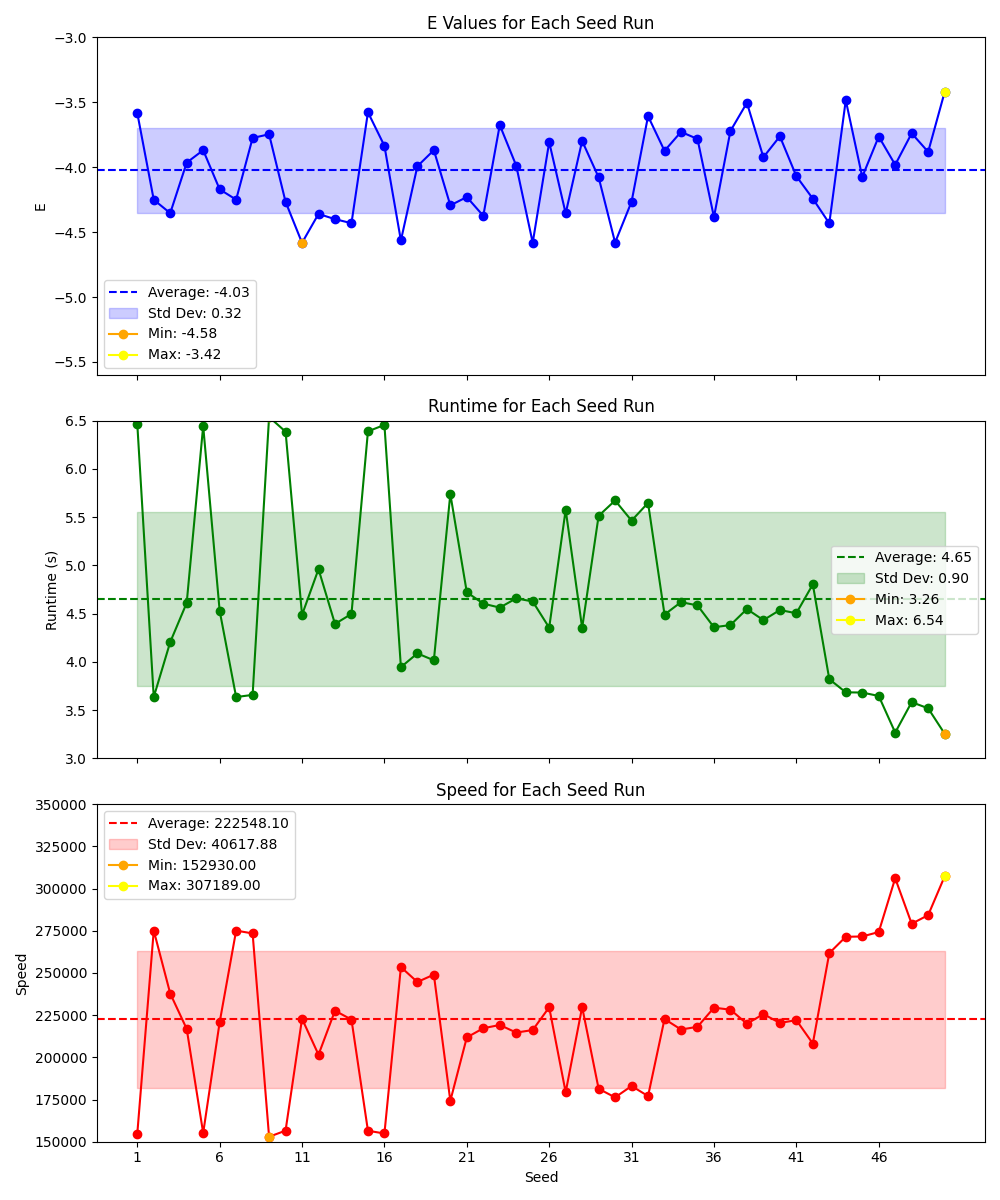 E Values for Each Seed Run
−3.0
−3.5
−4.0
−4.5
−5.0
−5.5
E
Average: -4.03
Std Dev: 0.32
Min: -4.58
Max: -3.42
Runtime for Each Seed Run
6.5
6.0
5.5
5.0
4.5
4.0
3.5
3.0
Runtime (s)
Average: 4.65
Std Dev: 0.90
Min: 3.26
Max: 6.54
Speed for Each Seed Run
350000
325000
300000
275000
250000
225000
200000
175000
150000
Speed
Average: 222548.10
Std Dev: 40617.88
Min: 152930.00
Max: 307189.00
1 6 11 16 21 26 31 36 41 46
Seed